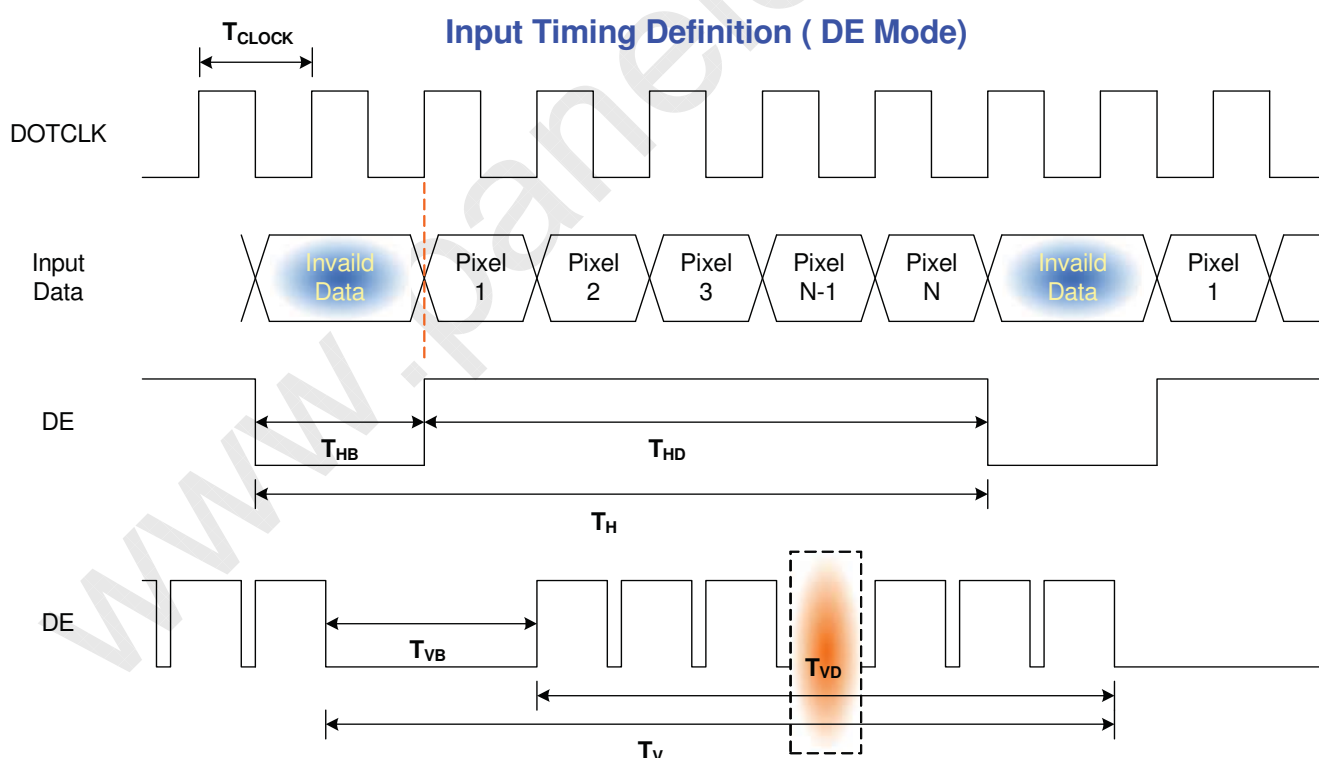 Input Timing Definition ( DE Mode)
TCLOCK
DOTCLK
Input
Data
Invaild
Data
Pixel
1
Pixel
2
Pixel
3
Pixel
N-1
Pixel
N
Invaild
Data
Pixel
1
DE
THB
THD
TH
DE
TVB
TVD
TV
www.panel